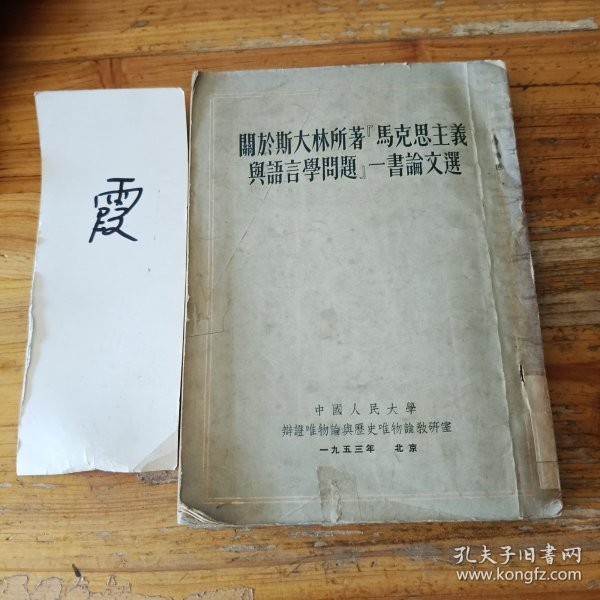 霞
關於斯大林所著『馬克思主義
與語言學問題』一書論文選
中國人民大學
辯證唯物論與歷史唯物論教研室
一九五三年 北京
孔夫子旧书网
www.kongfz.com